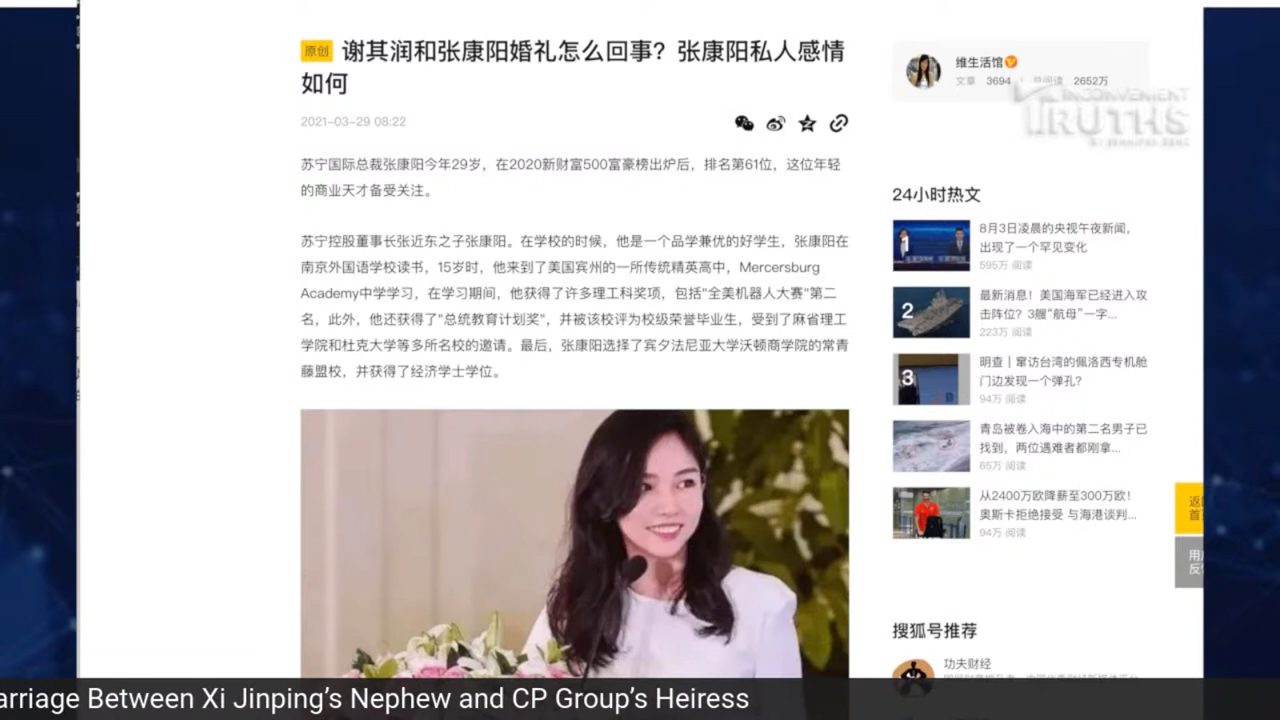 原创 谢其润和张康阳婚礼怎么回事？张康阳私人感情
如何
2021-03-29 08:22
苏宁国际总裁张康阳今年29岁，在2020新财富500富豪榜出炉后，排名第61位，这位年轻
的商业天才备受关注。
苏宁控股董事长张近东之子张康阳。在学校的时候，他是一个品学兼优的好学生，张康阳在
南京外国语学校读书，15岁时，他来到了美国宾州的一所传统精英高中，Mercersburg
Academy中学学习，在学习期间，他获得了许多理工科奖项，包括"全美机器人大赛"第二
名，此外，他还获得了"总统教育计划奖"，并被该校评为校级荣誉毕业生，受到了麻省理工
学院和杜克大学等多所名校的邀请。最后，张康阳选择了宾夕法尼亚大学沃顿商学院的常青
藤盟校，并获得了经济学士学位。
维生活馆
文章 3694 | 总阅读 2652万
INCONVENIENT
TRUTHS
BY JENNIFER ZENG
24小时热文
8月3日凌晨的央视午夜新闻，
出现了一个罕见变化
595万 阅读
2
最新消息！美国海军已经进入攻
击阵位？3艘“航母”一字...
223万 阅读
3
明查｜窜访台湾的佩洛西专机舱
门边发现一个弹孔？
94万 阅读
青岛被卷入海中的第二名男子已
找到，两位遇难者都刚拿...
65万 阅读
从2400万欧降薪至300万欧！
奥斯卡拒绝接受 与海港谈判...
94万 阅读
返
首
用
反
搜狐号推荐
功夫财经
arriage Between Xi Jinping’s Nephew and CP Group’s Heiress